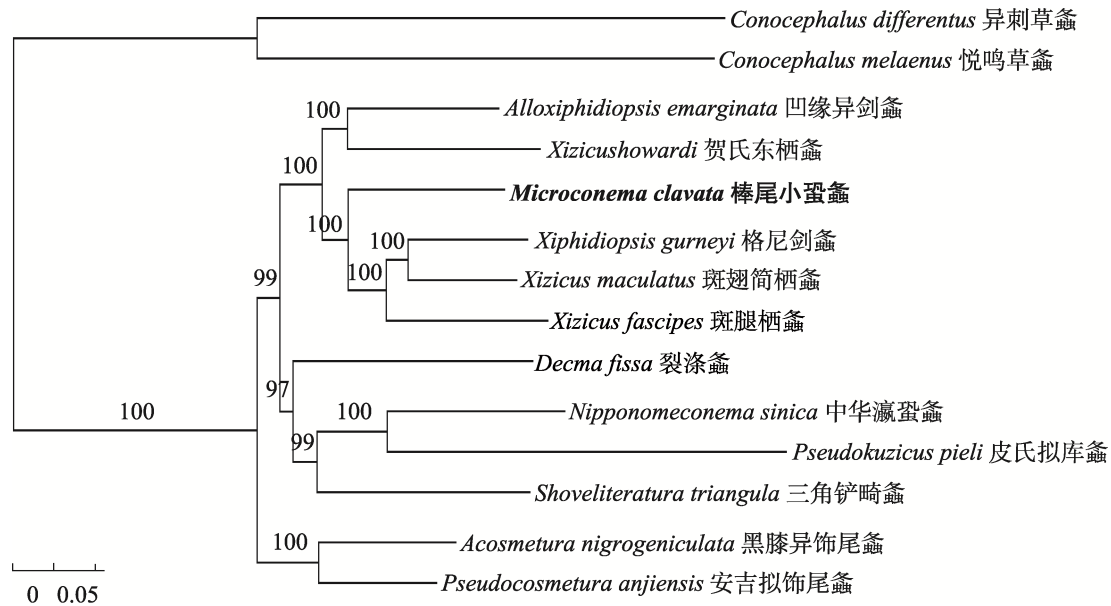 Conocephalus differentus 异刺草螽
Conocephalus melaenus 悦鸣草螽
100
Alloxiphidiopsis emarginata 凹缘异剑螽
Xizicushowardi 贺氏东栖螽
100
Microconema clavata 棒尾小蛩螽
100
100
Xiphidiopsis gurneyi 格尼剑螽
100
Xizicus maculatus 斑翅简栖螽
99
Xizicus fascipes 斑腿栖螽
Decma fissa 裂涤螽
97
100
100
Nipponomeconema sinica 中华瀛蛩螽
99
Pseudokuzicus pieli 皮氏拟库螽
Shoveliteratura triangula 三角铲畸螽
100
Acosmetura nigrogeniculata 黑膝异饰尾螽
Pseudocosmetura anjiensis 安吉拟饰尾螽
0 0.05